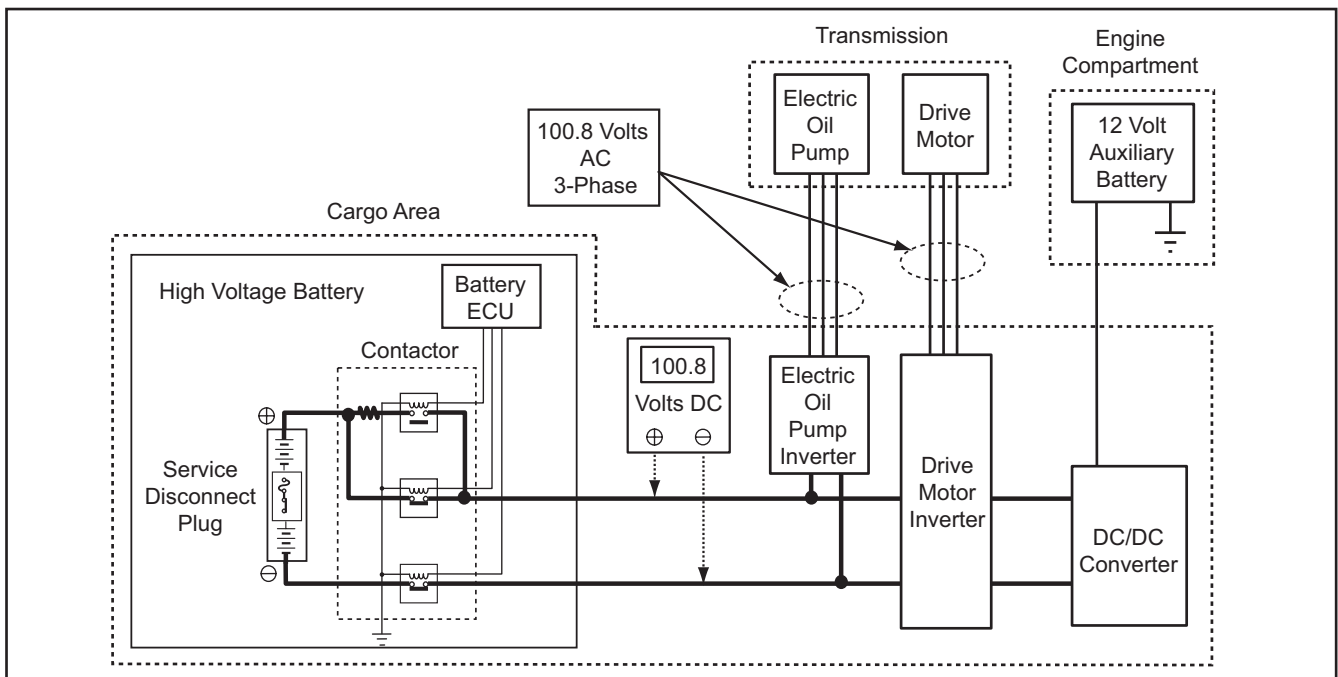 Transmission
Engine
Compartment
Electric
Oil
Pump
Drive
Motor
12 Volt
Auxiliary
Battery
100.8 Volts
AC
3-Phase
Cargo Area
High Voltage Battery
Battery
ECU
Contactor
100.8
Volts DC
⊕ ⊖
Electric
Oil
Pump
Inverter
⊕
Service
Disconnect
Plug
⊖
Drive
Motor
Inverter
DC/DC
Converter